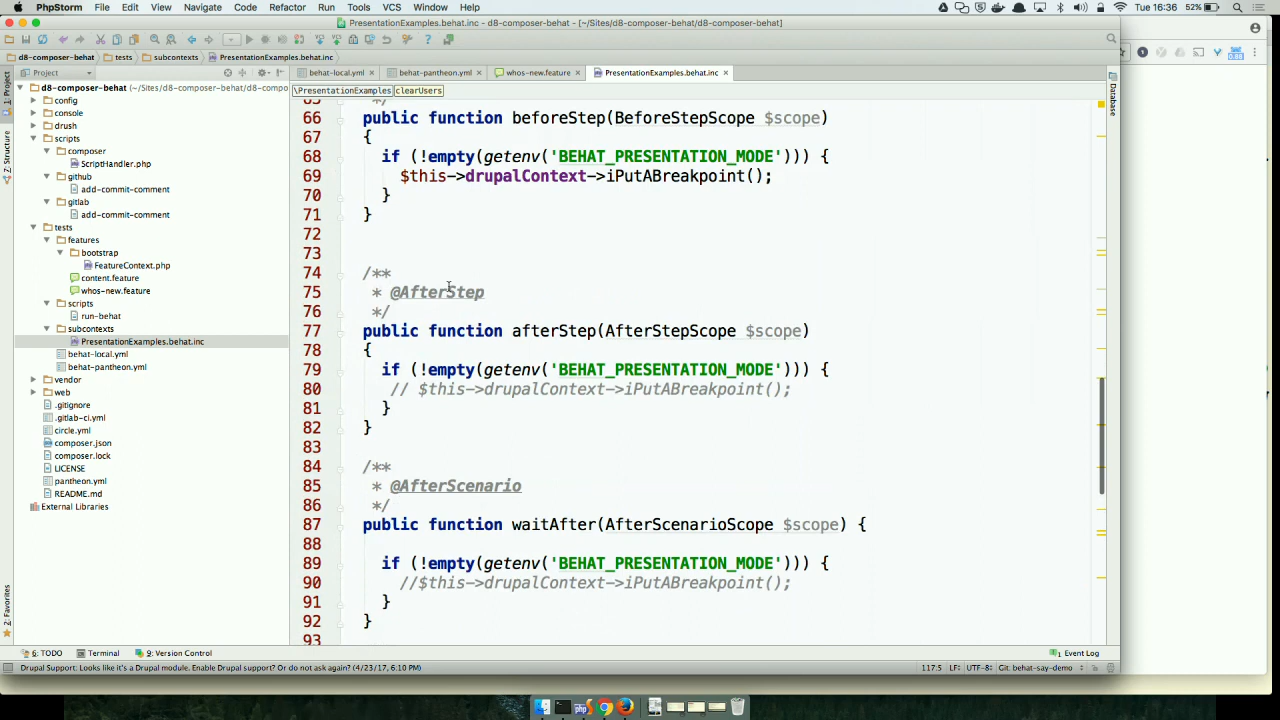 PhpStorm File Edit View Navigate Code Refactor Run Tools VCS Window Help Tue 16:36 52%
PresentationExamples.behat.inc - d8-composer-behat - [~/Sites/d8-composer-behat/d8-composer-behat]
d8-composer-behat tests subcontexts PresentationExamples.behat.inc
Project
behat-local.yml behat-pantheon.yml whos-new.feature PresentationExamples.behat.inc
d8-composer-behat (~/Sites/d8-composer-behat/d8-compo
config
console
drush
scripts
composer
ScriptHandler.php
github
add-commit-comment
gitlab
add-commit-comment
tests
features
bootstrap
FeatureContext.php
content.feature
whos-new.feature
scripts
run-behat
subcontexts
PresentationExamples.behat.inc
behat-local.yml
behat-pantheon.yml
vendor
web
.gitignore
.gitlab-ci.yml
circle.yml
composer.json
composer.lock
LICENSE
pantheon.yml
README.md
External Libraries
1: Project
7: Structure
2: Favorites
\PresentationExamples clearUsers
65 */
66 public function beforeStep(BeforeStepScope $scope)
67 {
68 if (!empty(getenv('BEHAT_PRESENTATION_MODE'))) {
69 $this->drupalContext->iPutABreakpoint();
70 }
71 }
72
73
74 /**
75 * @AfterStep
76 */
77 public function afterStep(AfterStepScope $scope)
78 {
79 if (!empty(getenv('BEHAT_PRESENTATION_MODE'))) {
80 // $this->drupalContext->iPutABreakpoint();
81 }
82 }
83
84 /**
85 * @AfterScenario
86 */
87 public function waitAfter(AfterScenarioScope $scope) {
88
89 if (!empty(getenv('BEHAT_PRESENTATION_MODE'))) {
90 //$this->drupalContext->iPutABreakpoint();
91 }
92 }
93
Database
6: TODO Terminal 9: Version Control 1 Event Log
Drupal Support: Looks like it's a Drupal module. Enable Drupal support? Or do not ask again? (4/23/17, 6:10 PM) 117:5 LF÷ UTF-8÷ Git: behat-say-demo
php